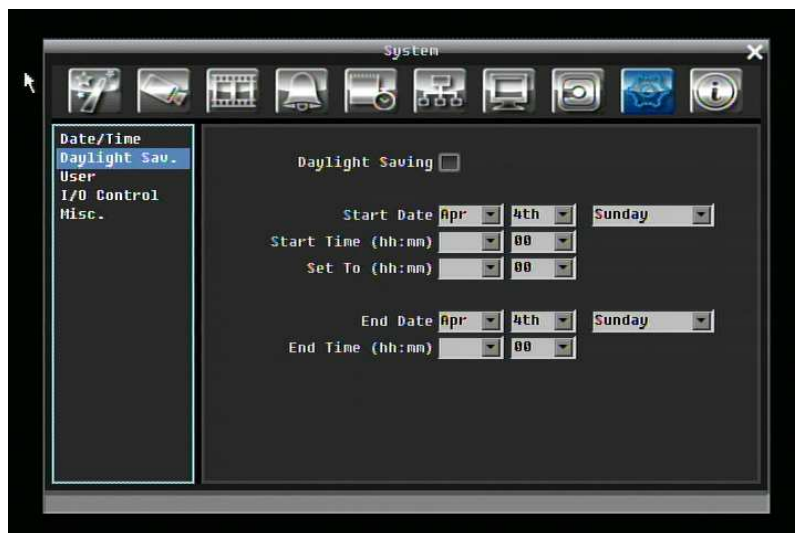 System
Date/Time
Daylight Sav.
User
I/O Control
Misc.
Daylight Saving
Start Date Apr 4th Sunday
Start Time (hh:mm) 00
Set To (hh:mm) 00
End Date Apr 4th Sunday
End Time (hh:mm) 00